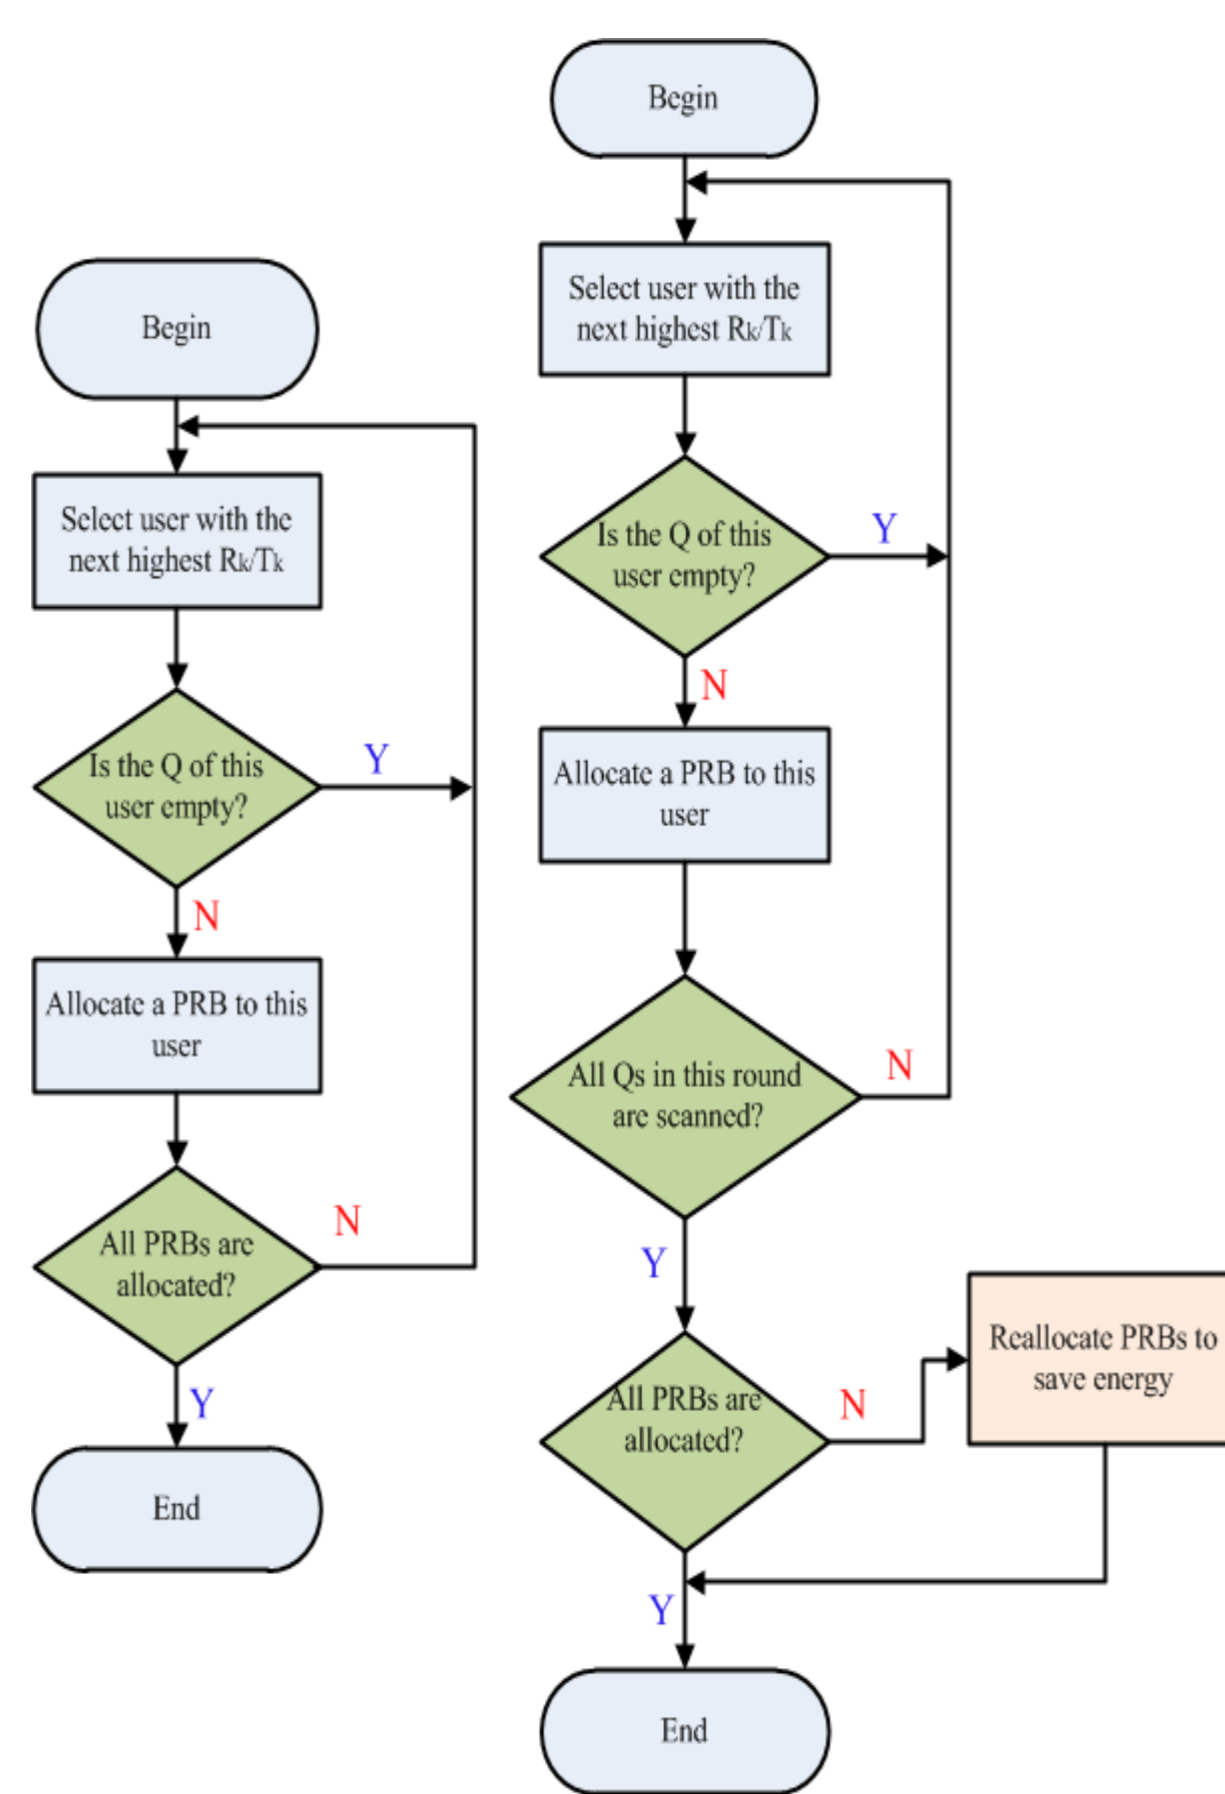 Begin
Select user with the
next highest Rk/Tk
Is the Q of this
user empty?
Y
N
Allocate a PRB to this
user
All PRBs are
allocated?
N
Y
End
Begin
Select user with the
next highest Rk/Tk
Is the Q of this
user empty?
Y
N
Allocate a PRB to this
user
All Qs in this round
are scanned?
N
Y
All PRBs are
allocated?
N
Reallocate PRBs to
save energy
Y
End